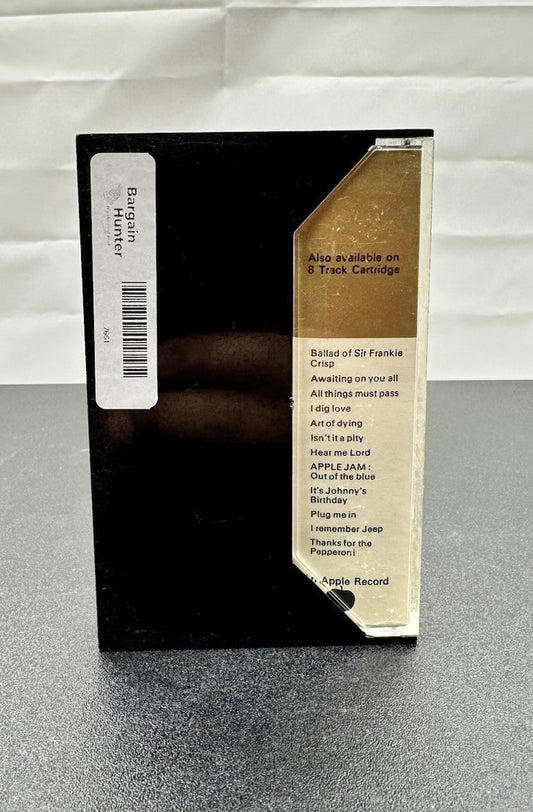 Bargain
Hunter
7661
Also available on
8 Track Cartridge
Ballad of Sir Frankie
Crisp
Awaiting on you all
All things must pass
I dig love
Art of dying
Isn't it a pity
Hear me Lord
APPLE JAM :
Out of the blue
It's Johnny's
Birthday
Plug me in
I remember Jeep
Thanks for the
Pepperoni
Apple Record